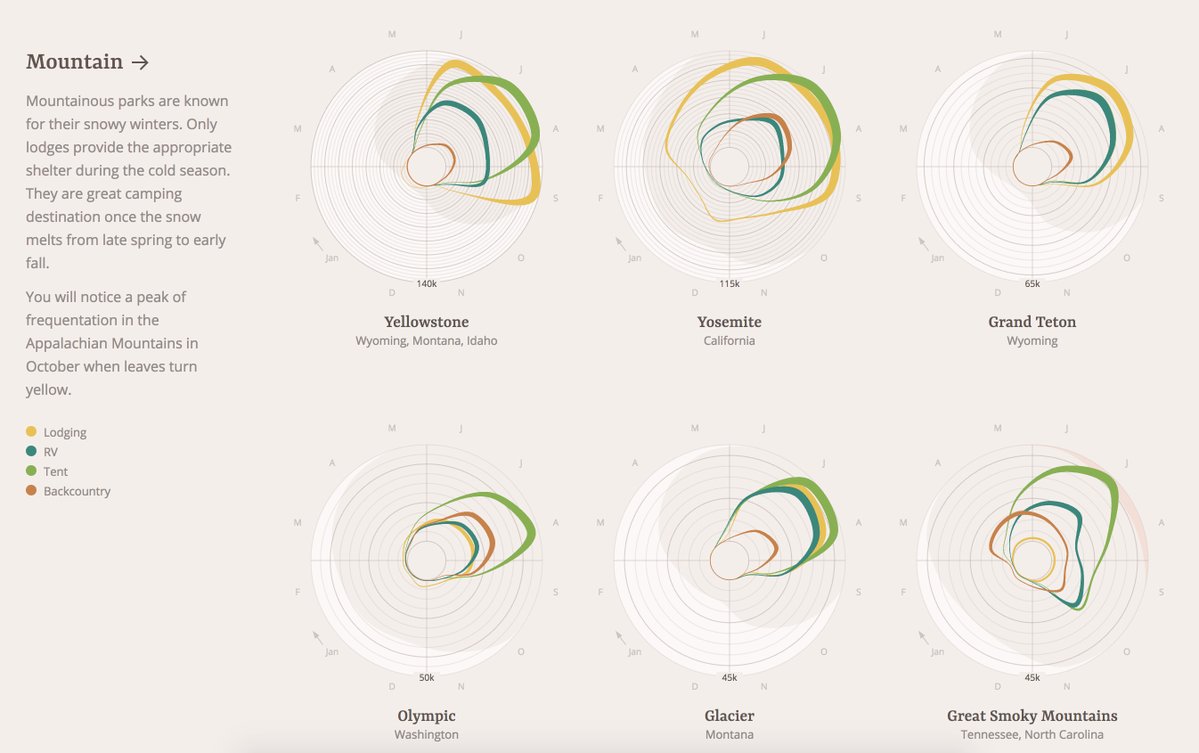 Mountain →
Mountainous parks are known
for their snowy winters. Only
lodges provide the appropriate
shelter during the cold season.
They are great camping
destination once the snow
melts from late spring to early
fall.
You will notice a peak of
frequentation in the
Appalachian Mountains in
October when leaves turn
yellow.
Lodging
RV
Tent
Backcountry
M J
A J
M A
F S
Jan O
D N
140k
Yellowstone
Wyoming, Montana, Idaho
M J
A J
M A
F S
Jan O
D N
115k
Yosemite
California
M J
A J
M A
F S
Jan O
D N
65k
Grand Teton
Wyoming
M J
A J
M A
F S
Jan O
D N
50k
Olympic
Washington
M J
A J
M A
F S
Jan O
D N
45k
Glacier
Montana
M J
A J
M A
F S
Jan O
D N
45k
Great Smoky Mountains
Tennessee, North Carolina